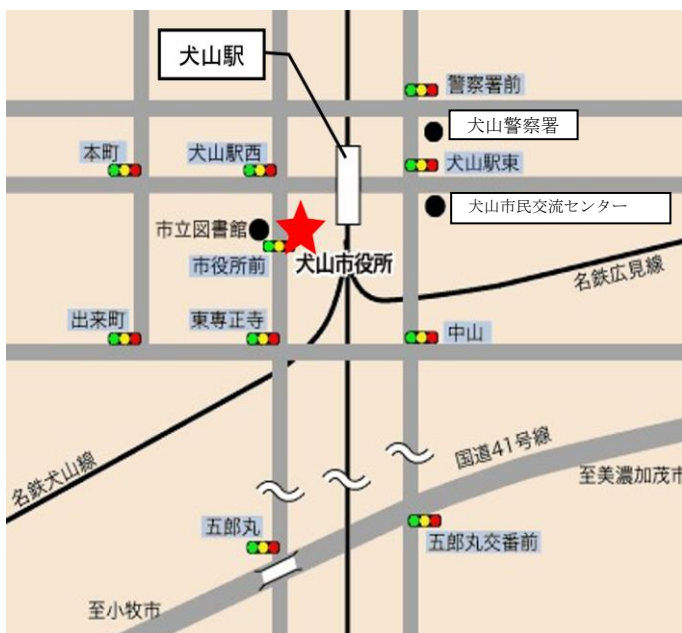 犬山駅
警察署前
犬山警察署
本町
犬山駅西
犬山駅東
犬山市民交流センター
市立図書館
市役所前
犬山市役所
名鉄広見線
出来町
東専正寺
中山
名鉄犬山線
国道41号線
至美濃加茂市
五郎丸
五郎丸交番前
至小牧市